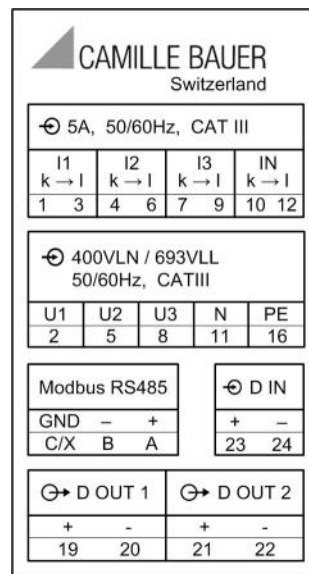 CAMILLE BAUER
Switzerland
5A, 50/60Hz, CAT III
I1 I2 I3 IN
k → l k → l k → l k → l
1 3 4 6 7 9 10 12
400VLN / 693VLL
50/60Hz, CATIII
U1 U2 U3 N PE
2 5 8 11 16
Modbus RS485
GND – +
C/X B A
D IN
+ –
23 24
D OUT 1 D OUT 2
+ - + -
19 20 21 22